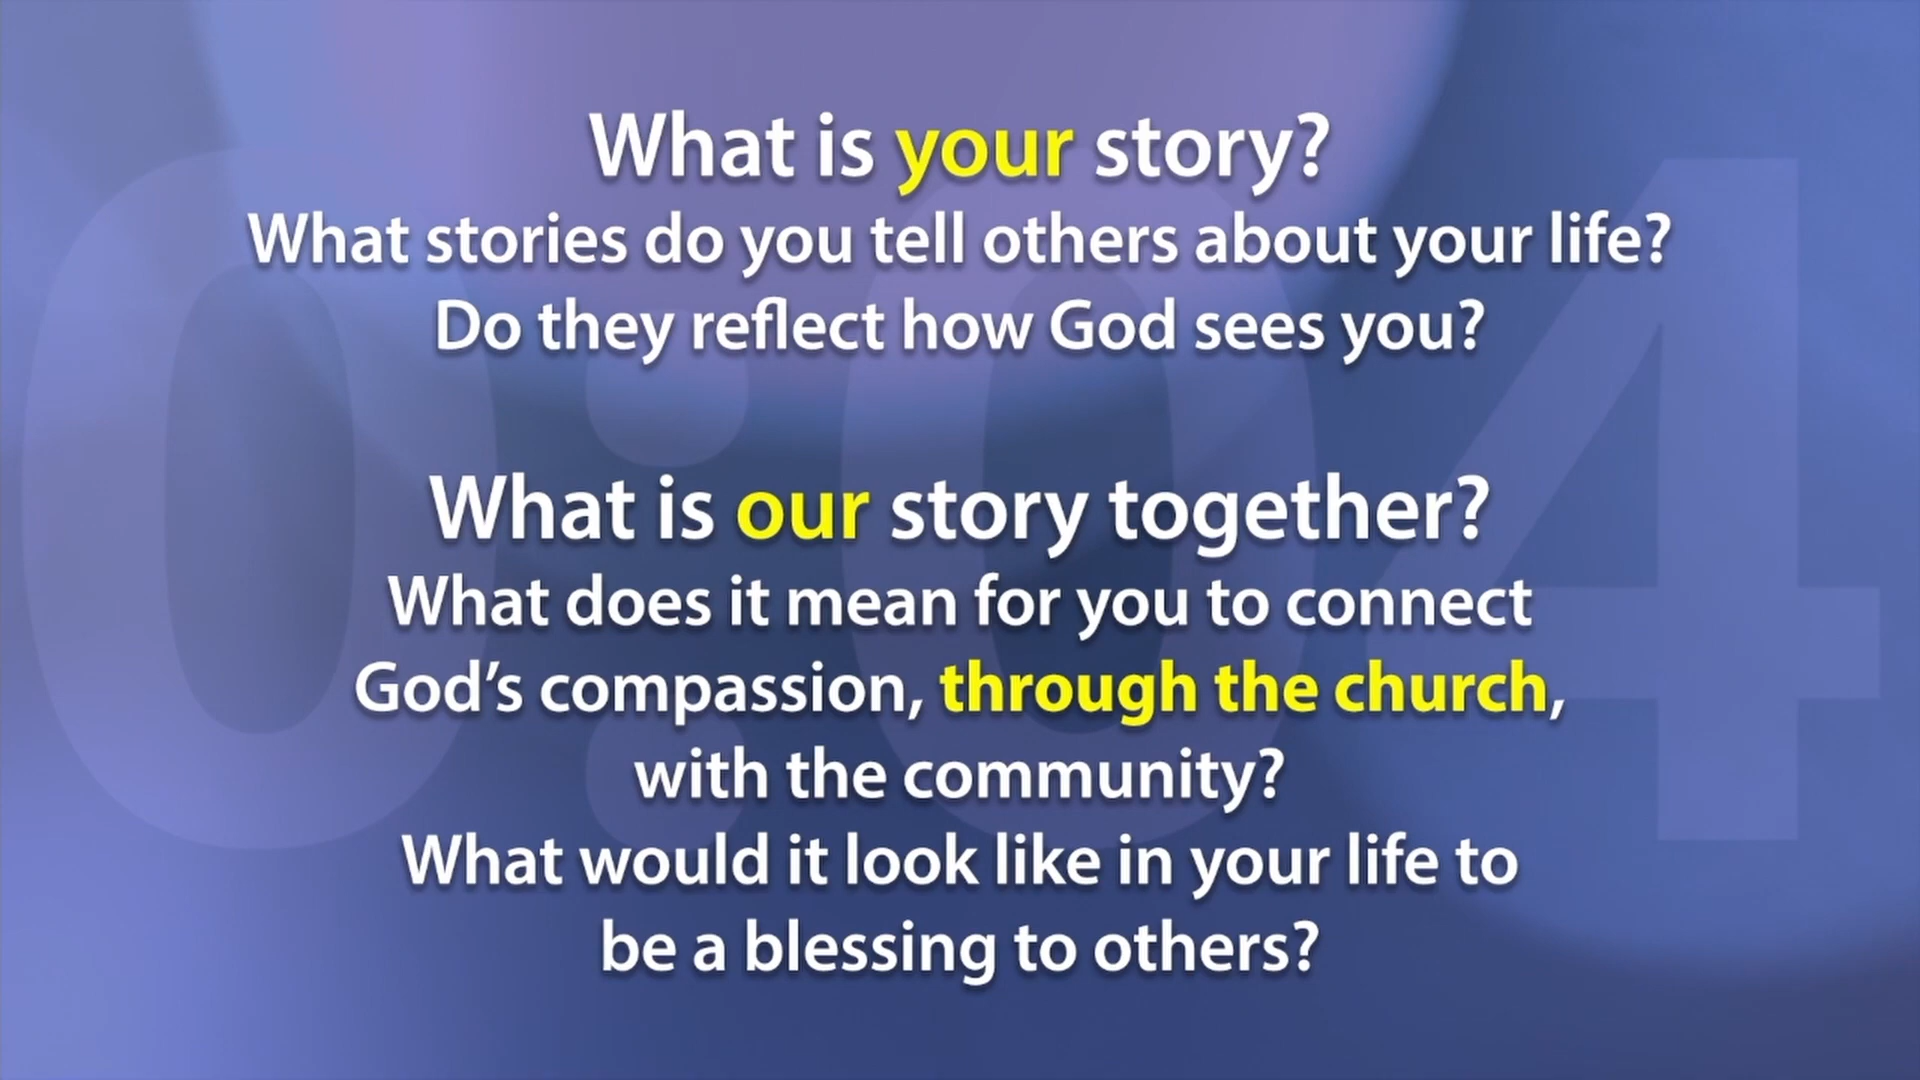 What is your story?
What stories do you tell others about your life?
Do they reflect how God sees you?
What is our story together?
What does it mean for you to connect
God’s compassion, through the church,
with the community?
What would it look like in your life to
be a blessing to others?
0:04